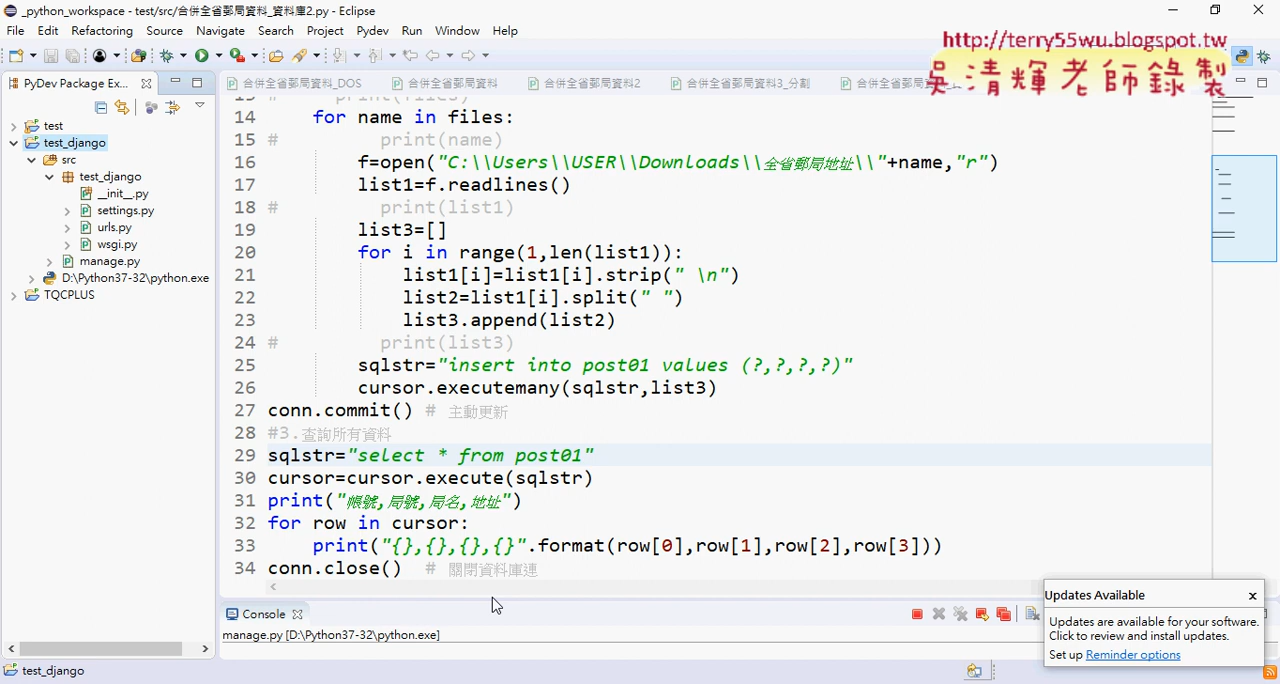 _python_workspace - test/src/合併全省郵局資料_資料庫2.py - Eclipse
File Edit Refactoring Source Navigate Search Project Pydev Run Window Help
http://terry55wu.blogspot.tw
吳清輝老師錄製
PyDev Package Ex...
合併全省郵局資料_DOS
合併全省郵局資料
合併全省郵局資料2
合併全省郵局資料3_分割
test
test_django
src
test_django
__init__.py
settings.py
urls.py
wsgi.py
manage.py
D:\Python37-32\python.exe
TQCPLUS
# print(files)
14 for name in files:
15 # print(name)
16 f=open("C:\\Users\\USER\\Downloads\\全省郵局地址\\"+name,"r")
17 list1=f.readlines()
18 # print(list1)
19 list3=[]
20 for i in range(1,len(list1)):
21 list1[i]=list1[i].strip(" \n")
22 list2=list1[i].split(" ")
23 list3.append(list2)
24 # print(list3)
25 sqlstr="insert into post01 values (?,?,?,?)"
26 cursor.executemany(sqlstr,list3)
27 conn.commit() # 主動更新
28 #3.查詢所有資料
29 sqlstr="select * from post01"
30 cursor=cursor.execute(sqlstr)
31 print("帳號,局號,局名,地址")
32 for row in cursor:
33 print("{},{},{},{}".format(row[0],row[1],row[2],row[3]))
34 conn.close() # 關閉資料庫連
Console
manage.py [D:\Python37-32\python.exe]
Updates Available
Updates are available for your software.
Click to review and install updates.
Set up Reminder options
test_django